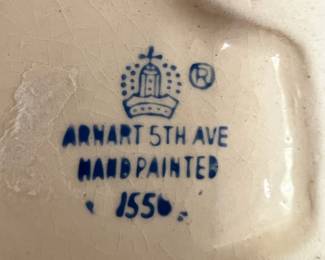 ®
ARNART 5TH AVE
HAND PAINTED
1556